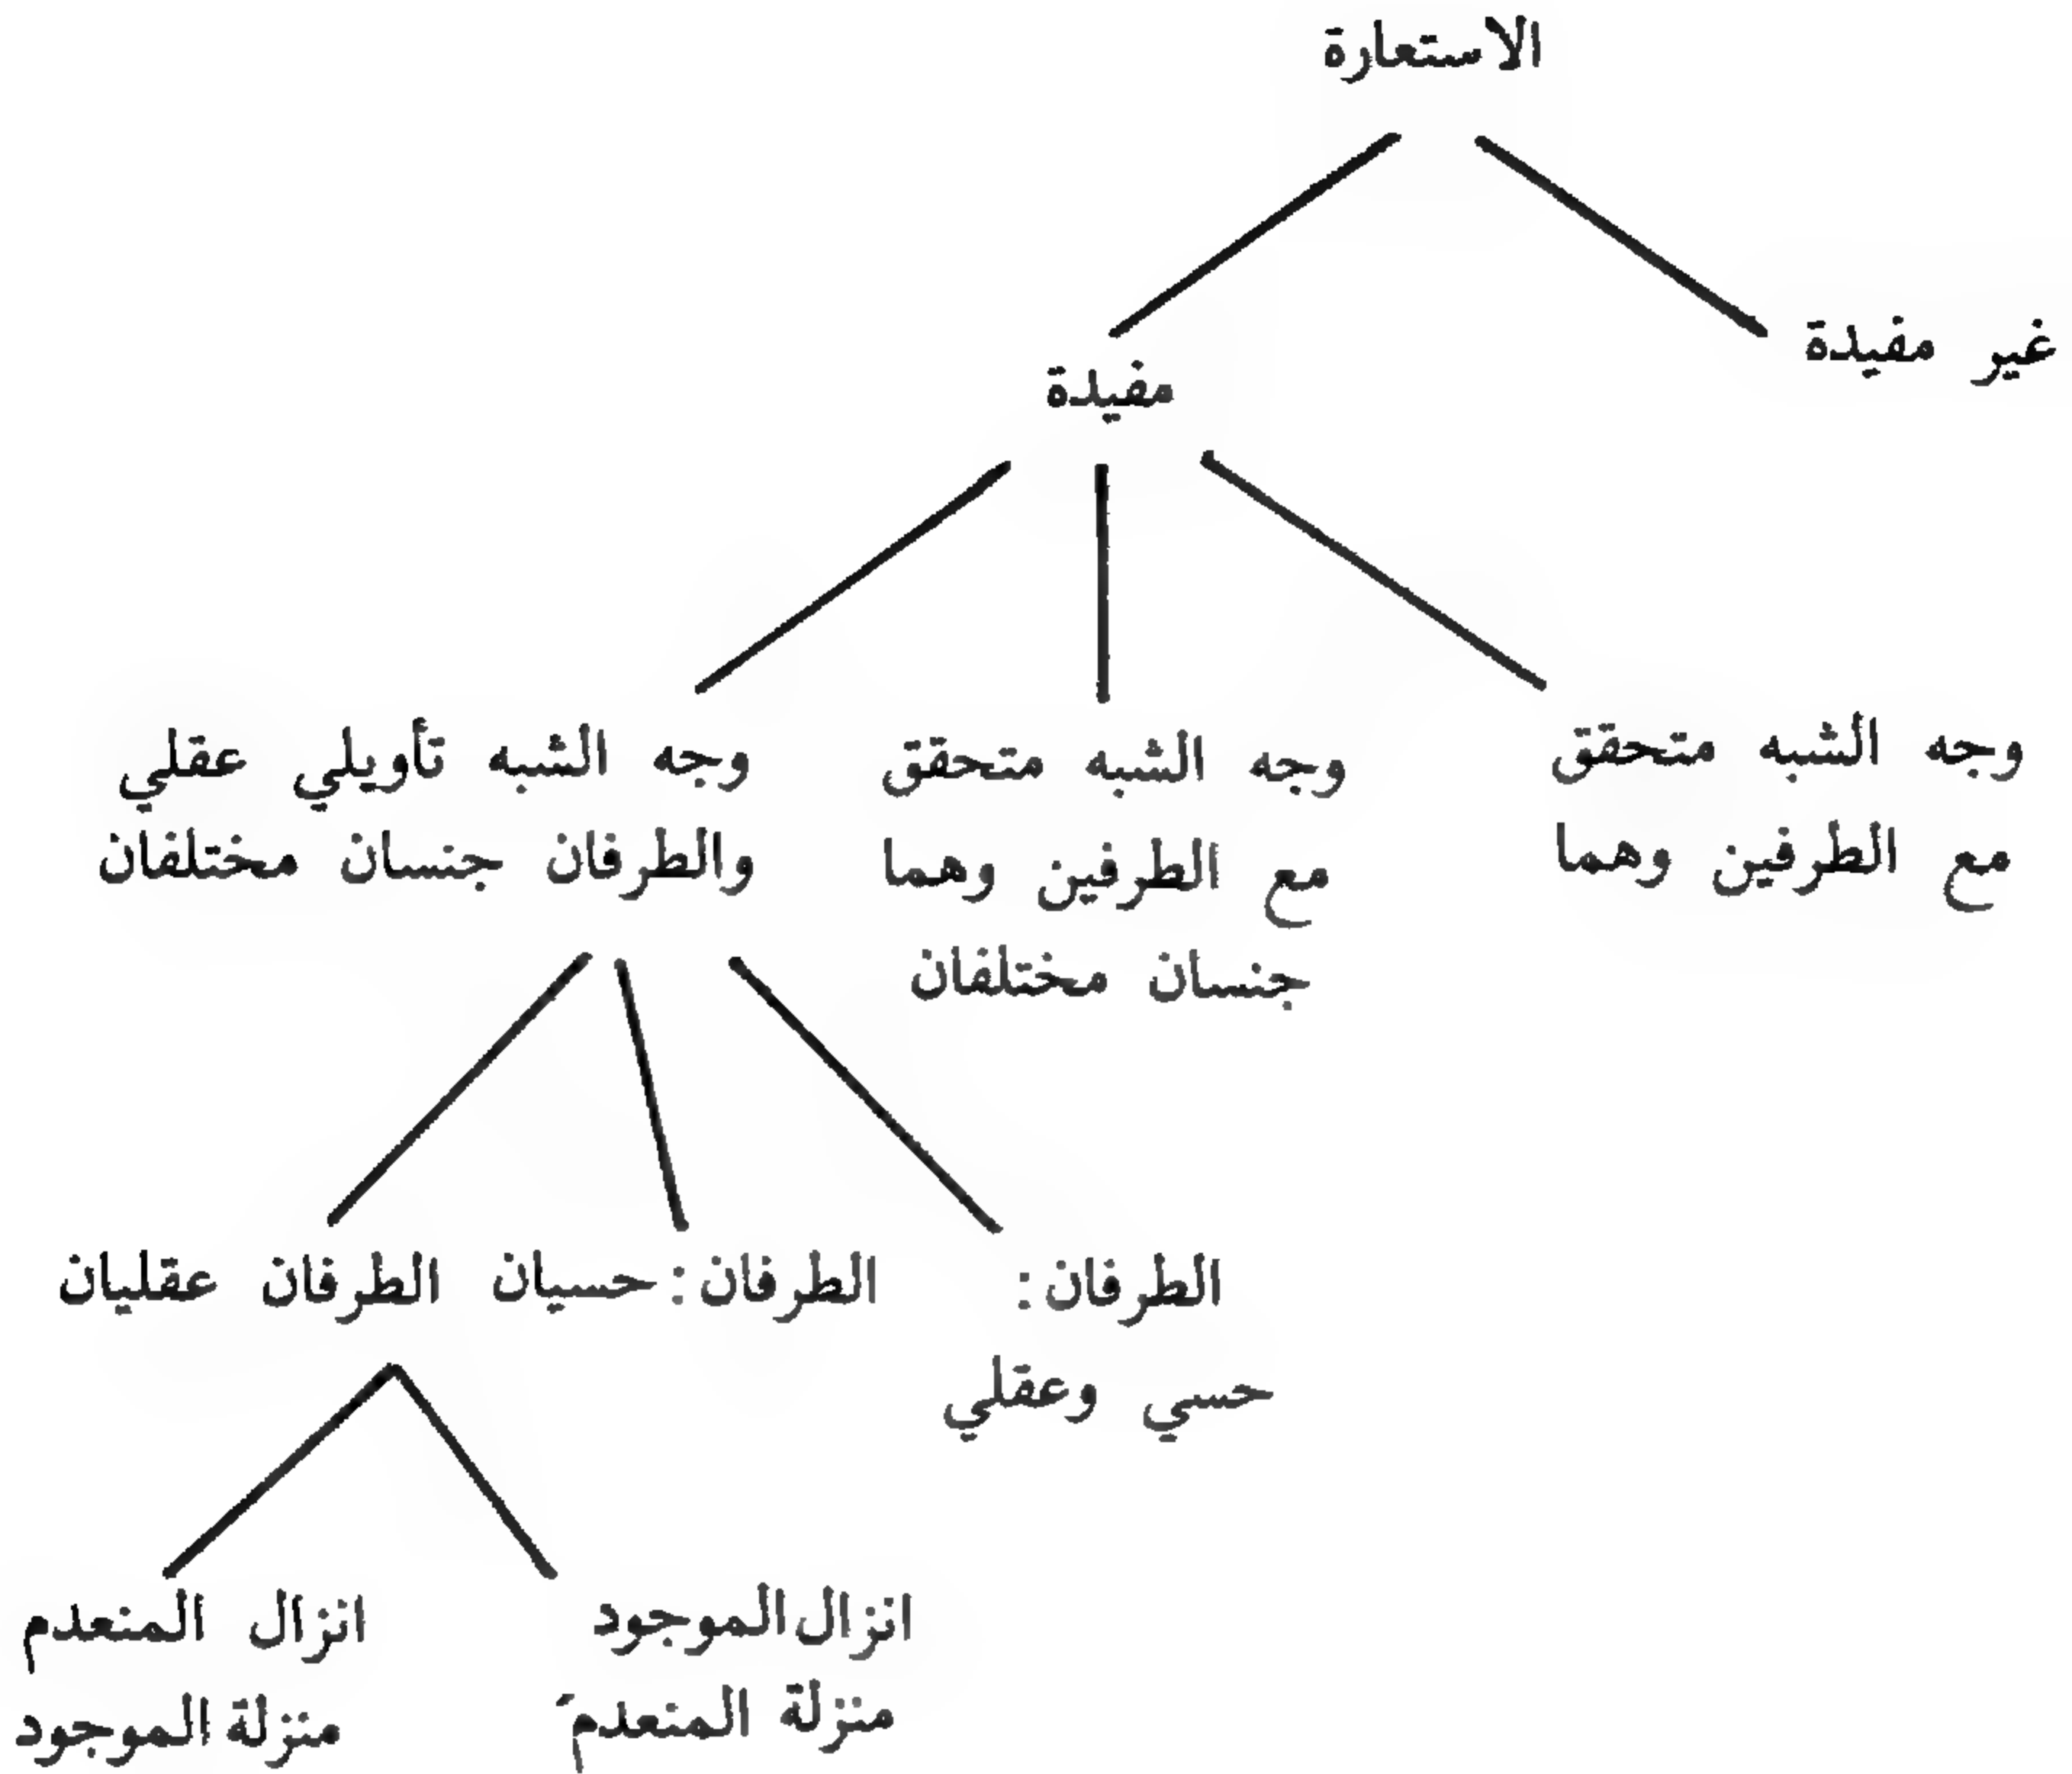 الاستعارة
غير مفيدة
مفيدة
وجه الشبه متحقق
مع الطرفين وهما
وجه الشبه متحقق
مع الطرفين وهما
جنسان مختلفان
وجه الشبه تأويلي عقلي
والطرفان جنسان مختلفان
الطرفان:
حسي وعقلي
الطرفان: حسيان
الطرفان عقليان
انزال الموجود
منزلة المنعدم
انزال المنعدم
منزلة الموجود